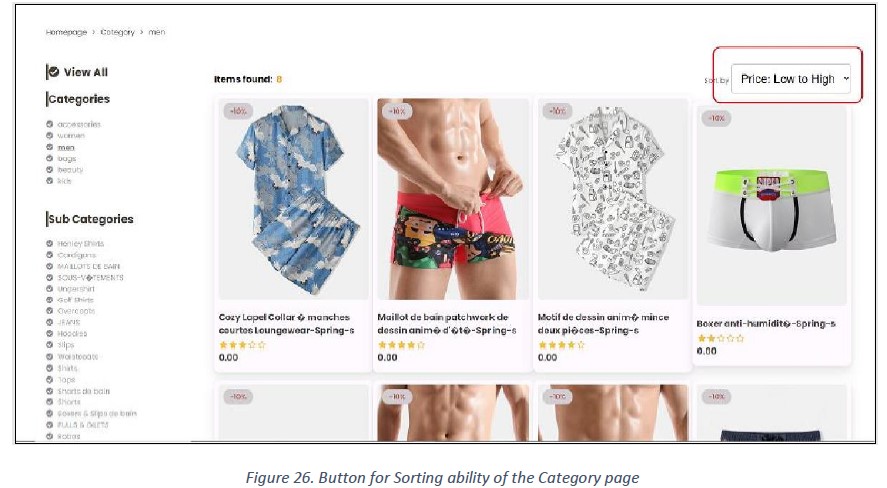 Homepage > Category > men
View All
Items found: 8
Sort by Price: Low to High
Categories
accessories
women
men
bags
beauty
kids
Sub Categories
Henley Shirts
Cardigans
MAILLOTS DE BAIN
SOUS-V�TEMENTS
Undershirt
Golf Shirts
Overcoats
JEANS
Hoodies
Slips
Waistcoats
Shirts
Tops
Shorts de bain
Shorts
Boxers & Slips de bain
PULLS & GILETS
Robes
-10%
Cozy Lapel Collar � manches
courtes Loungewear-Spring-s
0.00
-10%
Maillot de bain patchwork de
dessin anim� d'�t�-Spring-s
0.00
-10%
Motif de dessin anim� mince
deux pi�ces-Spring-s
0.00
-10%
Boxer anti-humidit�-Spring-s
0.00
-10%
-10%
-10%
-10%
Figure 26. Button for Sorting ability of the Category page